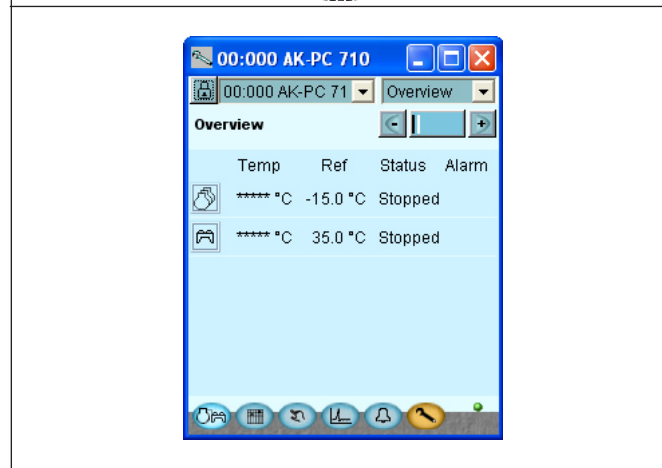 00:000 AK-PC 710
00:000 AK-PC 71 Overview
Overview
Temp Ref Status Alarm
***** °C -15.0 °C Stopped
***** °C 35.0 °C Stopped